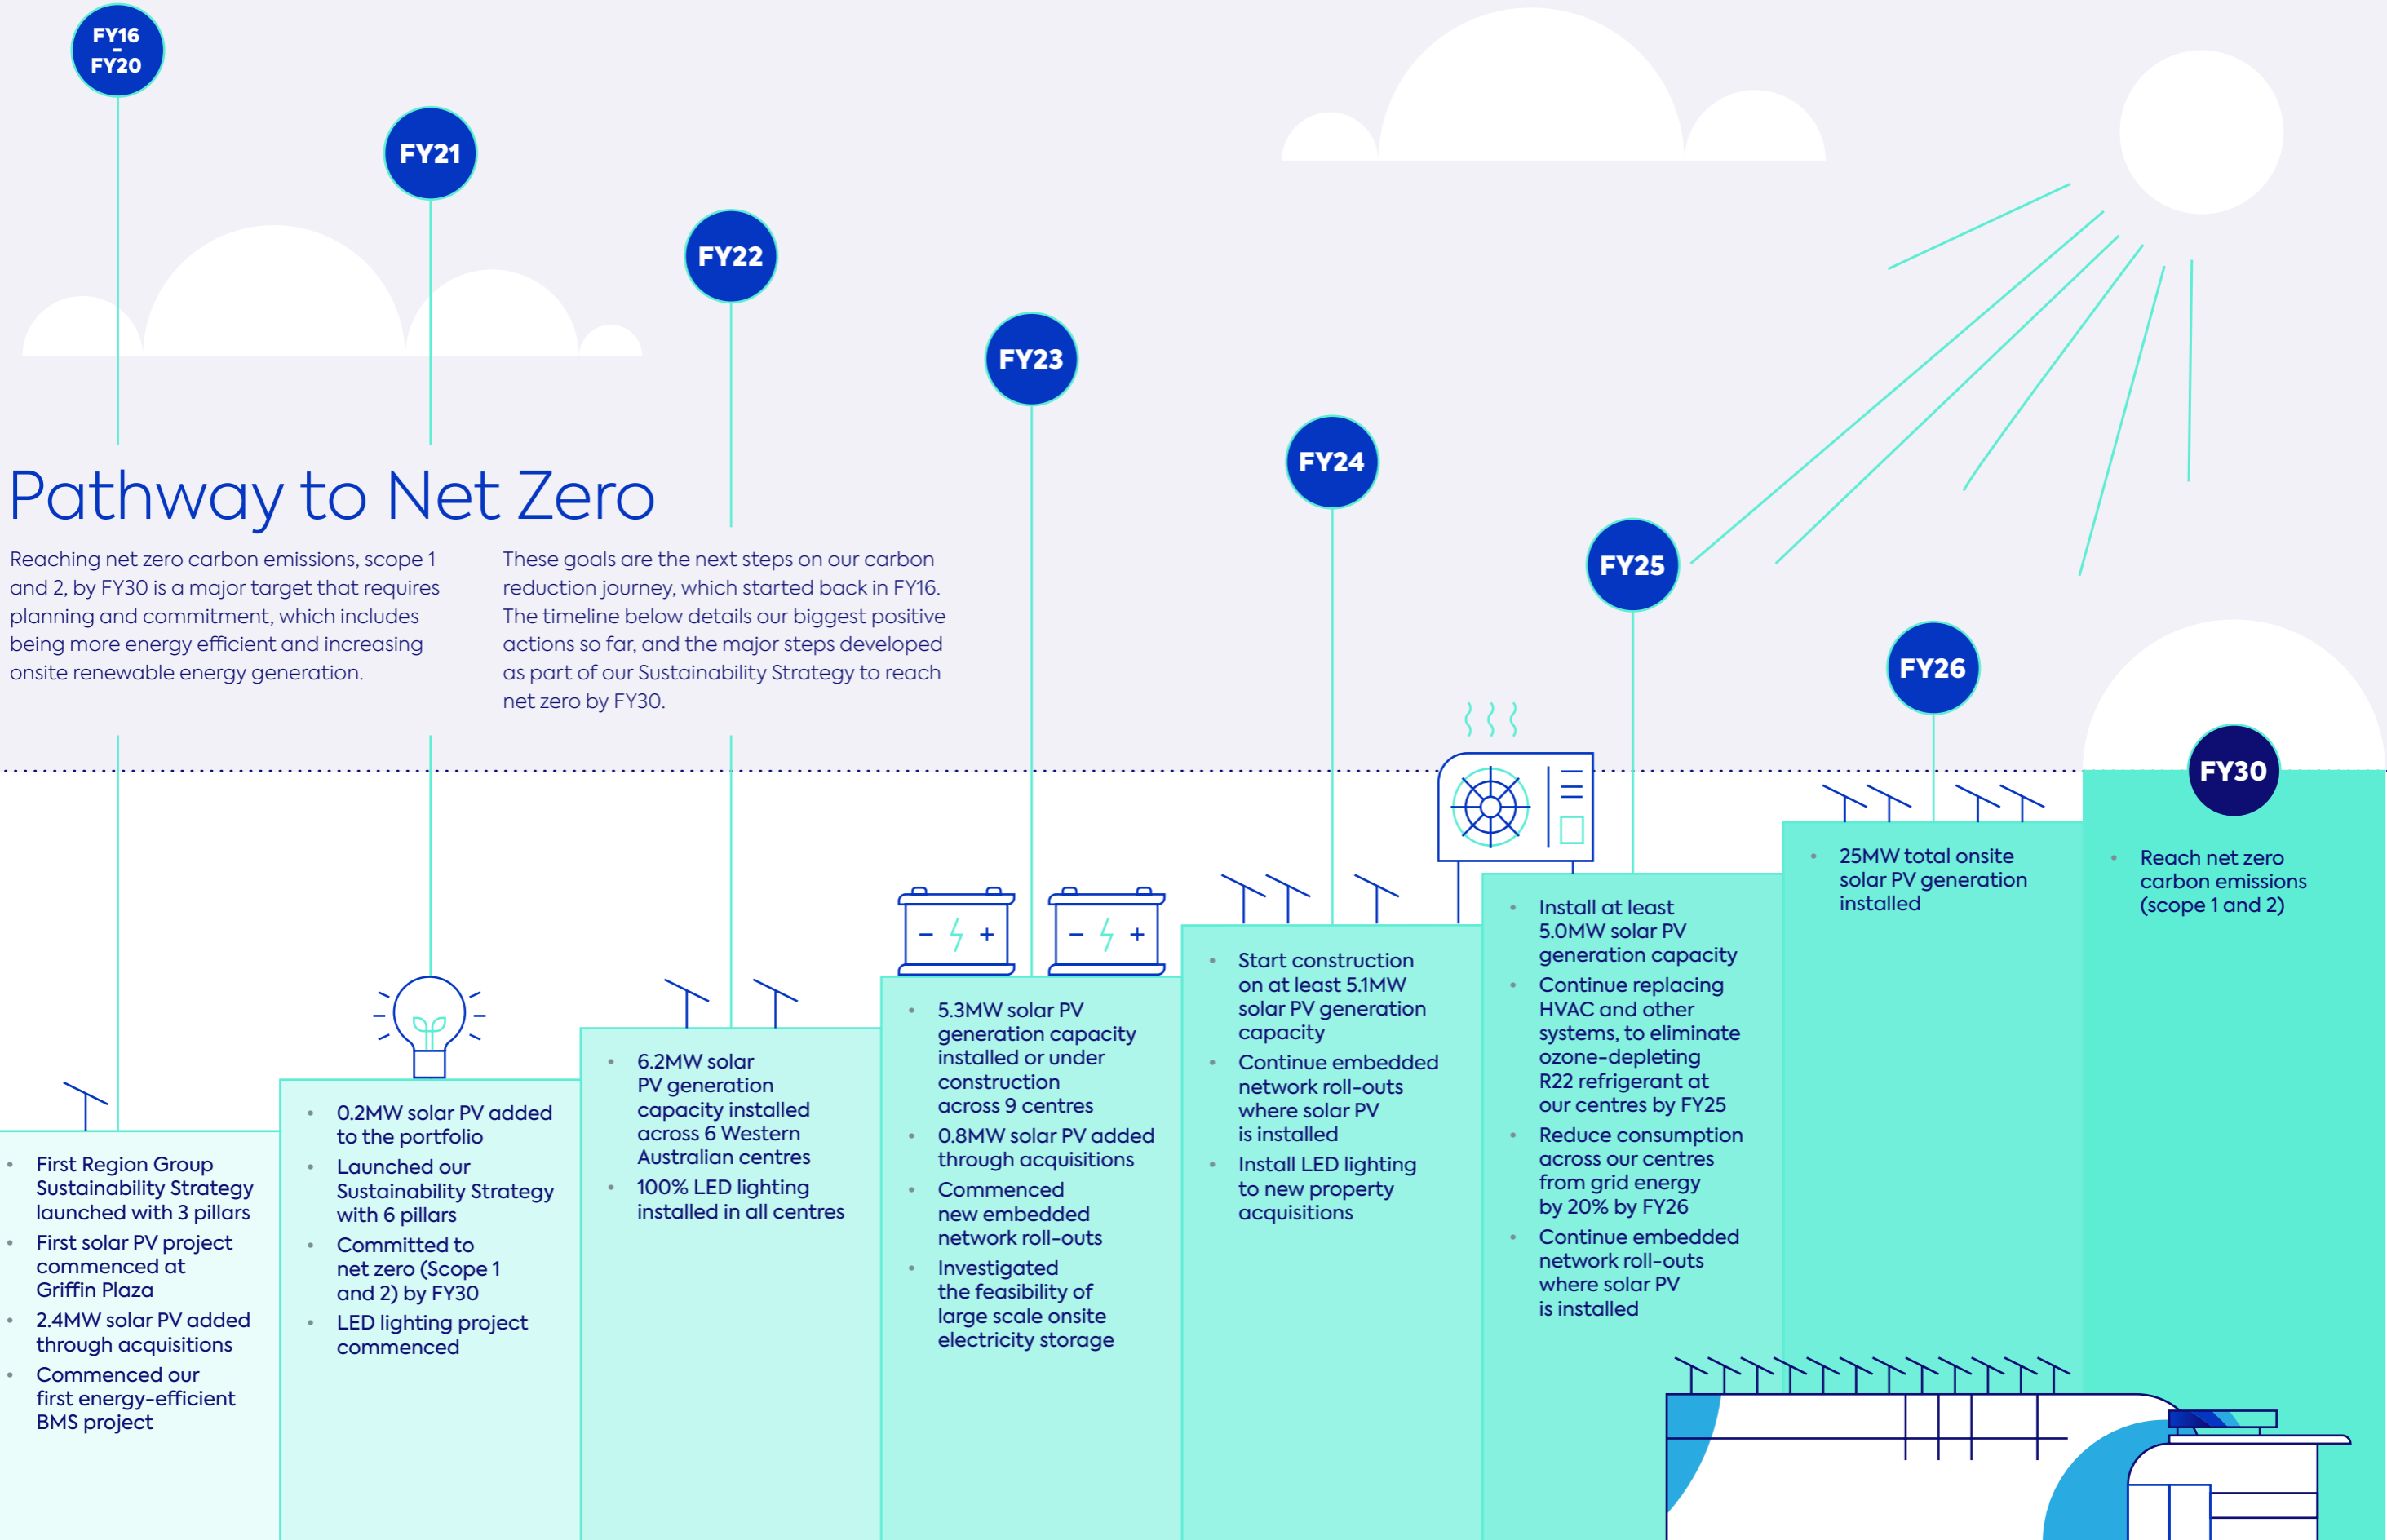 FY16
–
FY20
FY21
FY22
FY23
FY24
FY25
FY26
FY30
Pathway to Net Zero
Reaching net zero carbon emissions, scope 1
and 2, by FY30 is a major target that requires
planning and commitment, which includes
being more energy efficient and increasing
onsite renewable energy generation.
These goals are the next steps on our carbon
reduction journey, which started back in FY16.
The timeline below details our biggest positive
actions so far, and the major steps developed
as part of our Sustainability Strategy to reach
net zero by FY30.
• First Region Group
Sustainability Strategy
launched with 3 pillars
• First solar PV project
commenced at
Griffin Plaza
• 2.4MW solar PV added
through acquisitions
• Commenced our
first energy-efficient
BMS project
• 0.2MW solar PV added
to the portfolio
• Launched our
Sustainability Strategy
with 6 pillars
• Committed to
net zero (Scope 1
and 2) by FY30
• LED lighting project
commenced
• 6.2MW solar
PV generation
capacity installed
across 6 Western
Australian centres
• 100% LED lighting
installed in all centres
• 5.3MW solar PV
generation capacity
installed or under
construction
across 9 centres
• 0.8MW solar PV added
through acquisitions
• Commenced
new embedded
network roll-outs
• Investigated
the feasibility of
large scale onsite
electricity storage
• Start construction
on at least 5.1MW
solar PV generation
capacity
• Continue embedded
network roll-outs
where solar PV
is installed
• Install LED lighting
to new property
acquisitions
• Install at least
5.0MW solar PV
generation capacity
• Continue replacing
HVAC and other
systems, to eliminate
ozone-depleting
R22 refrigerant at
our centres by FY25
• Reduce consumption
across our centres
from grid energy
by 20% by FY26
• Continue embedded
network roll-outs
where solar PV
is installed
• 25MW total onsite
solar PV generation
installed
• Reach net zero
carbon emissions
(scope 1 and 2)